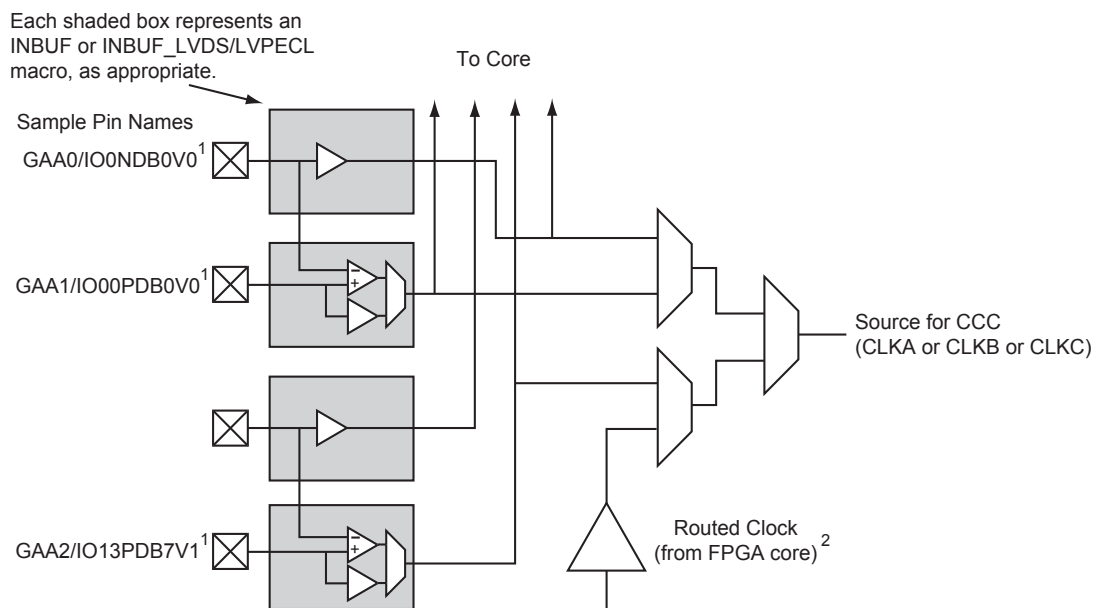 Each shaded box represents an
INBUF or INBUF_LVDS/LVPECL
macro, as appropriate.
To Core
Sample Pin Names
GAA0/IO0NDB0V0¹
GAA1/IO00PDB0V0¹
-
+
Source for CCC
(CLKA or CLKB or CLKC)
GAA2/IO13PDB7V1¹
-
+
Routed Clock
(from FPGA core)²